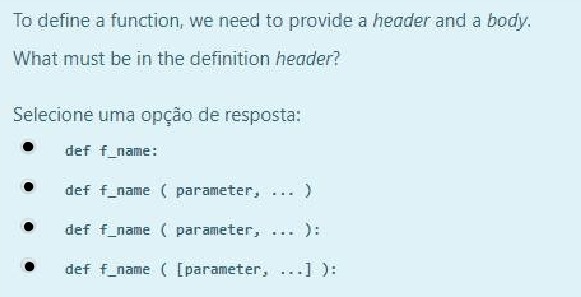 To define a function, we need to provide a header and a body.
What must be in the definition header?
Selecione uma opção de resposta:
def f_name:
def f_name ( parameter, ... )
def f_name ( parameter, ... ):
def f_name ( [parameter, ...] ):